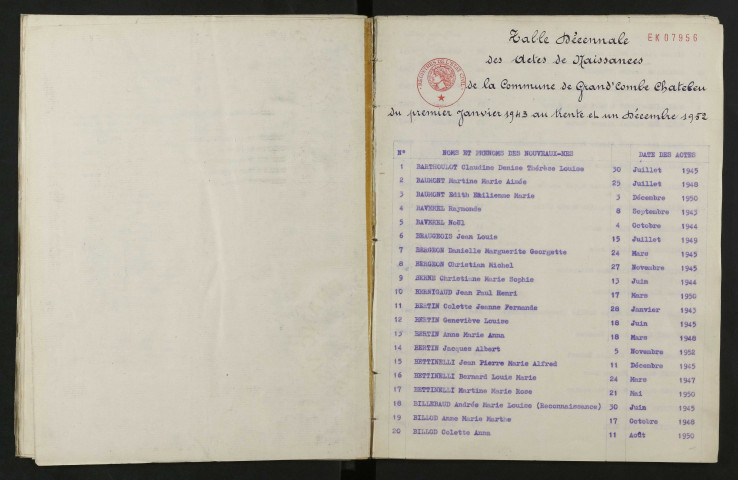 Table Décennale
EK07956
des Actes de Naissances
de la Commune de Grand'Combe Chateleu
du premier Janvier 1943 au trente et un Décembre 1952
N° NOMS ET PRENOMS DES NOUVEAUX-NES DATE DES ACTES
1 BARTHOULOT Claudine Denise Thérèse Louise 30 Juillet 1945
2 BAUMONT Martine Marie Aimée 25 Juillet 1948
3 BAUMONT Edith Emilienne Marie 3 Décembre 1950
4 BAVEREL Raymonde 8 Septembre 1943
5 BAVEREL Noël 4 Octobre 1944
6 BEAUGEOIS Jean Louis 15 Juillet 1949
7 BERGEON Danielle Marguerite Georgette 24 Mars 1945
8 BERGEON Christian Michel 27 Novembre 1945
9 BERNE Christiane Marie Sophie 13 Juin 1944
10 BERNIGAUD Jean Paul Henri 17 Mars 1950
11 BERTIN Colette Jeanne Fernande 28 Janvier 1943
12 BERTIN Geneviève Louise 18 Juin 1945
13 BERTIN Anne Marie Anna 18 Mars 1948
14 BERTIN Jacques Albert 5 Novembre 1952
15 BETTINELLI Jean Pierre Marie Alfred 11 Décembre 1945
16 BETTINELLI Bernard Louis Marie 24 Mars 1947
17 BETTINELLI Martine Marie Rose 21 Mai 1950
18 BILLERAUD Andrée Marie Louise (Reconnaissance) 30 Juin 1945
19 BILLOD Anne Marie Marthe 17 Octobre 1948
20 BILLOD Colette Anna 11 Août 1950